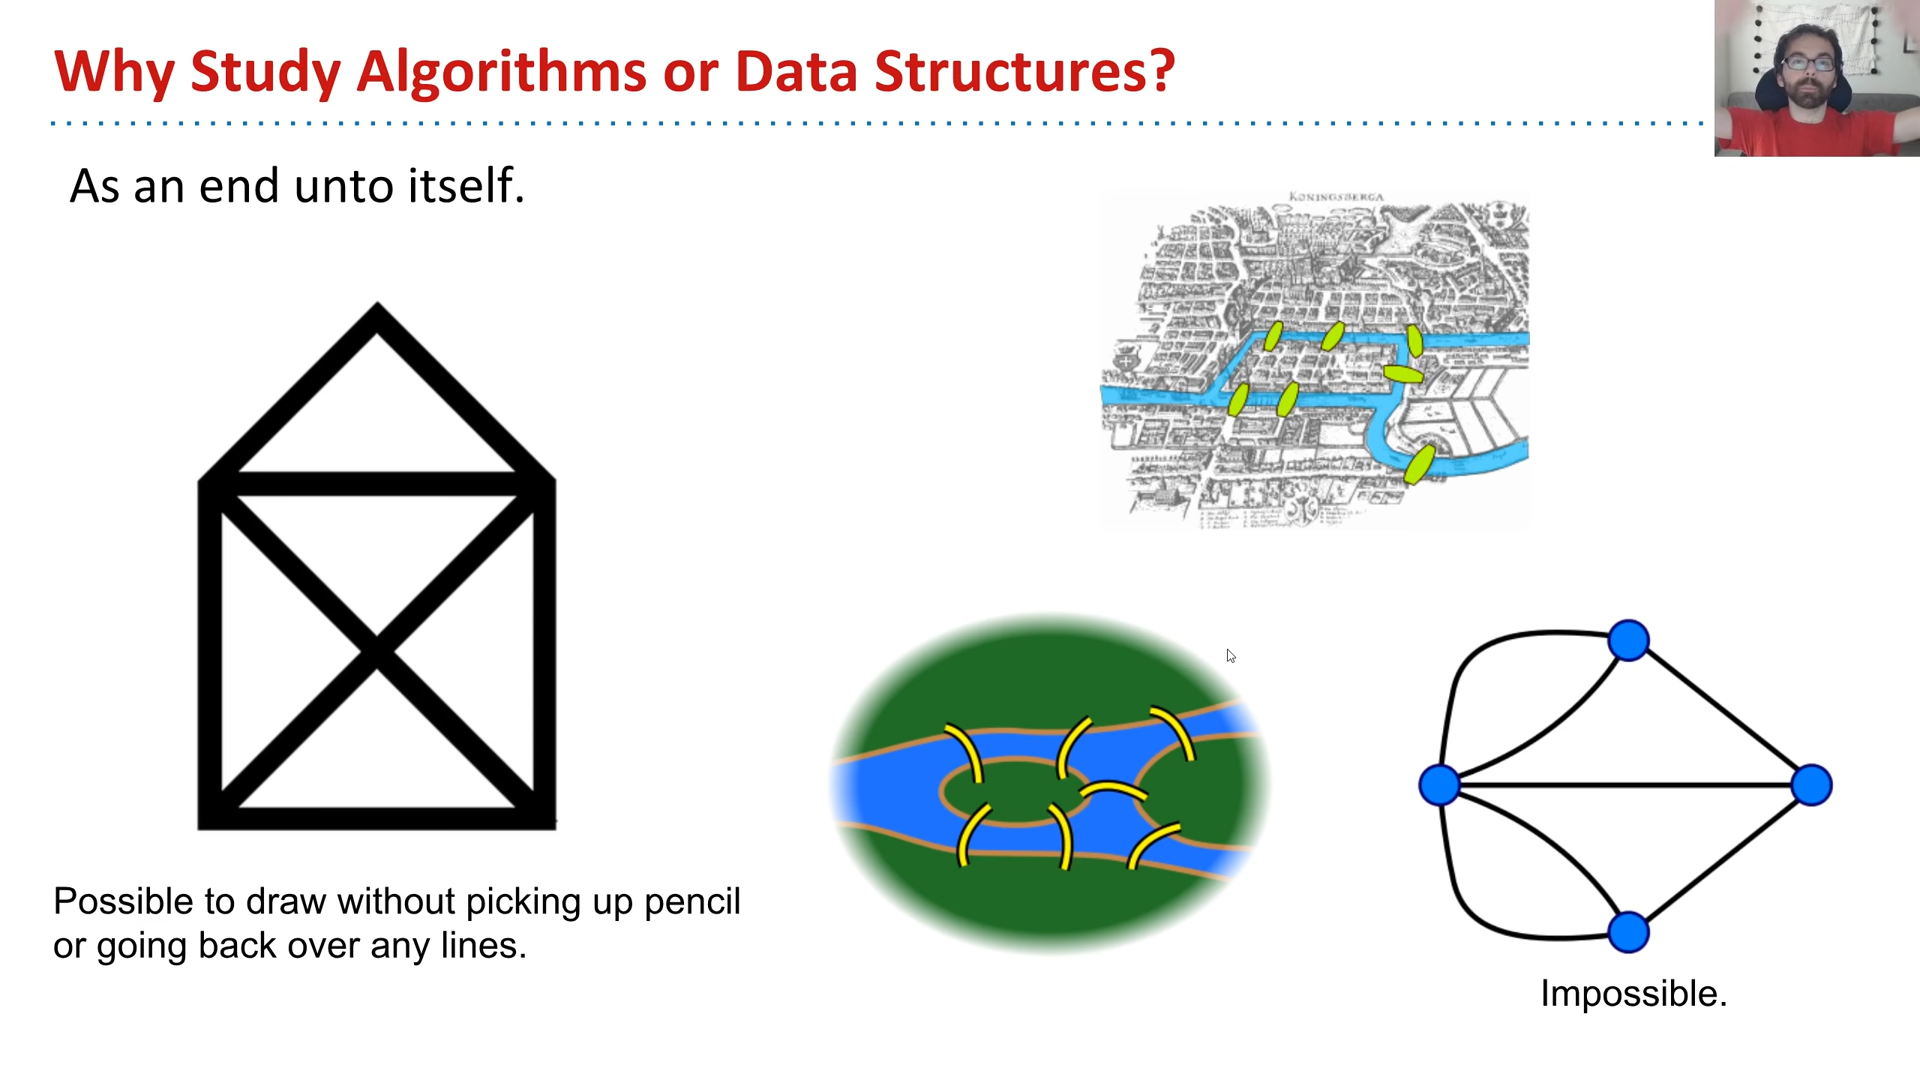 Why Study Algorithms or Data Structures?
As an end unto itself.
KONINGSBERGA
Possible to draw without picking up pencil
or going back over any lines.
Impossible.